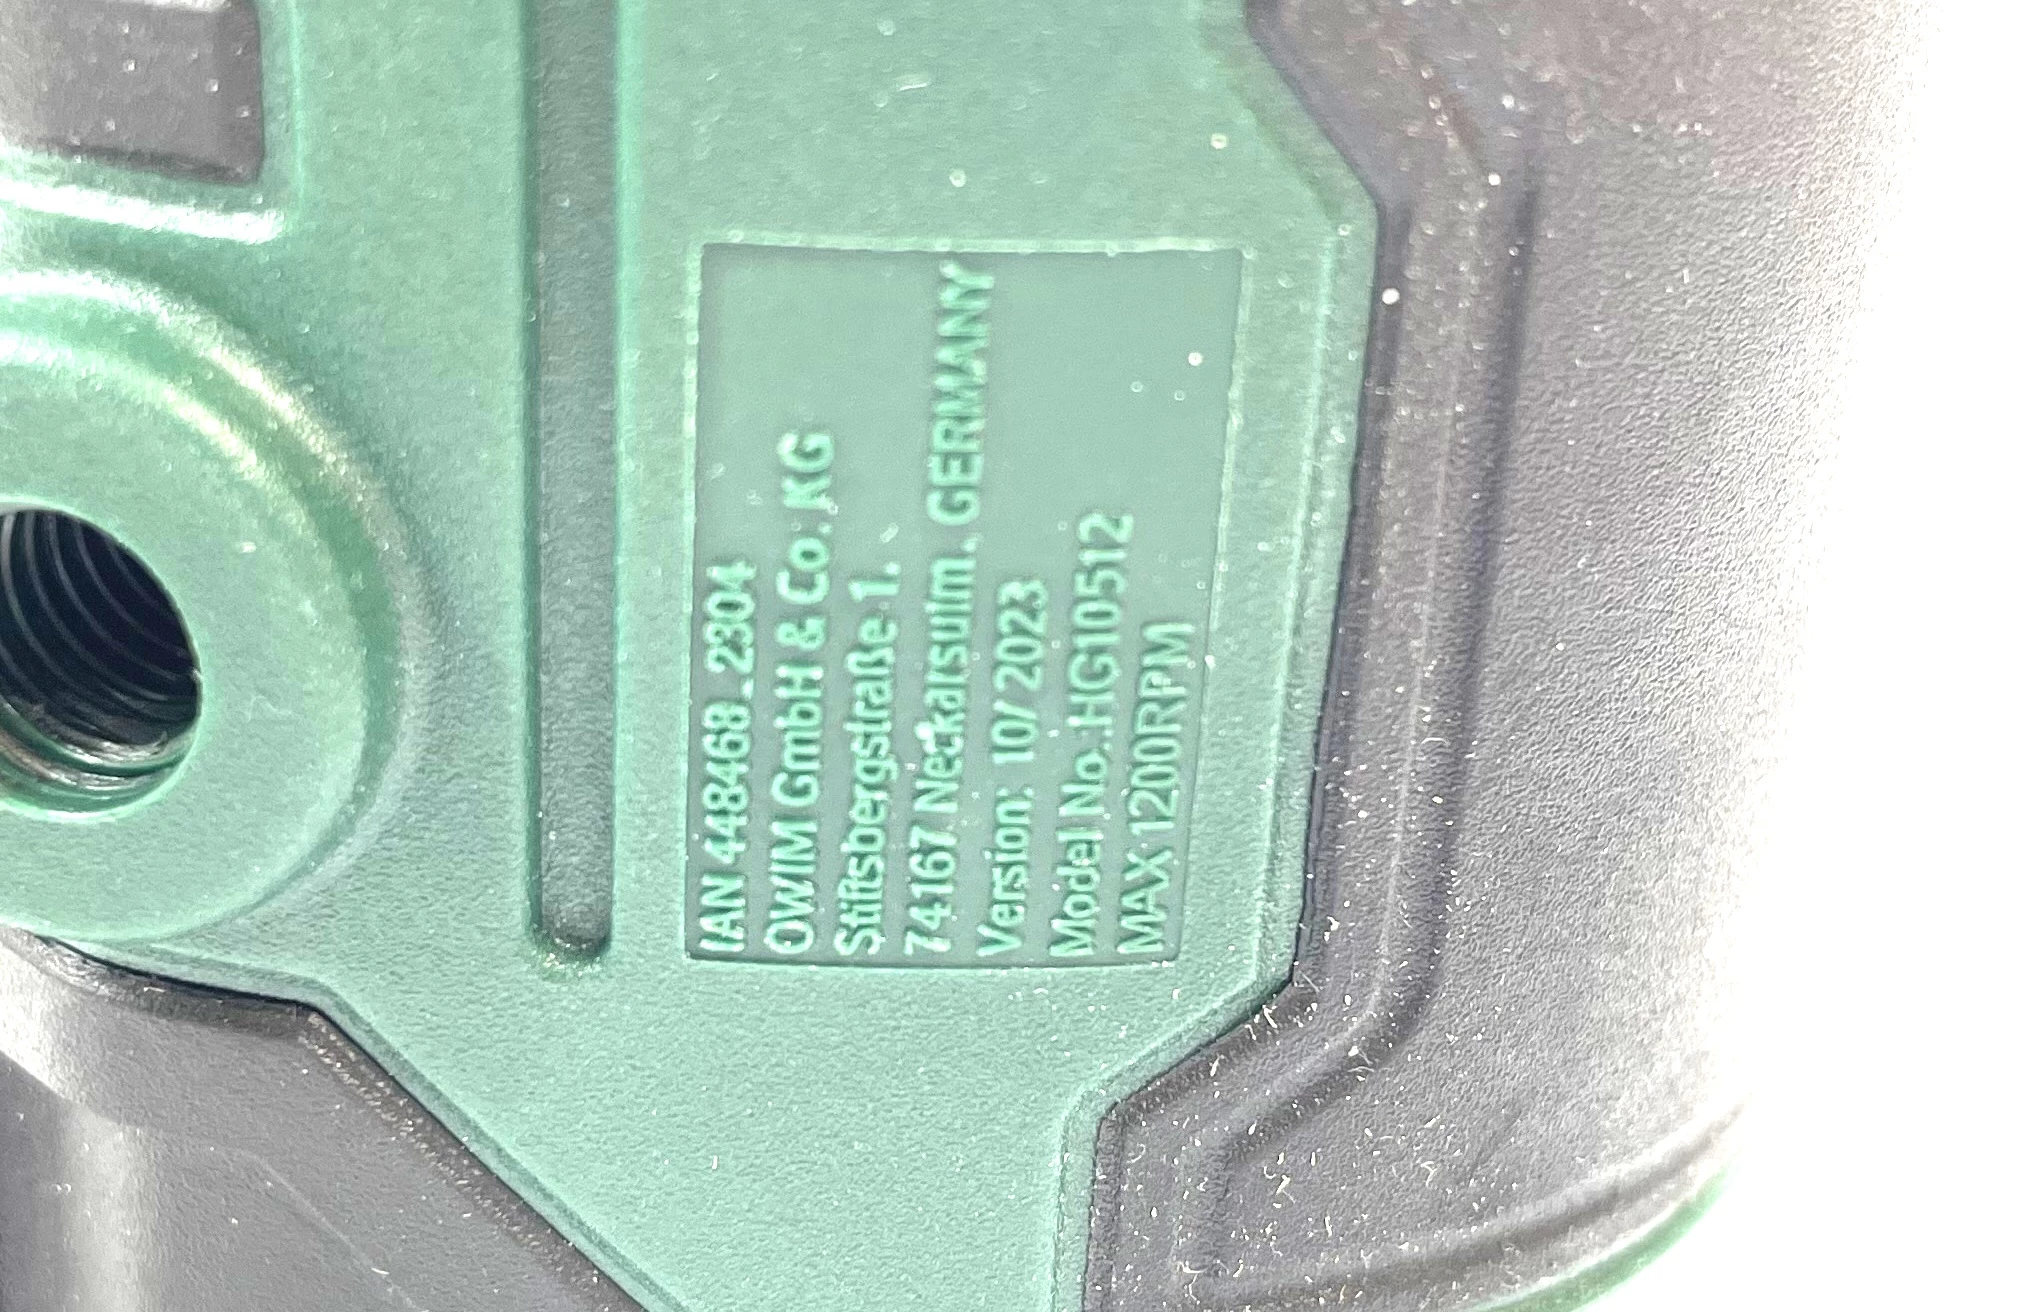 IAN 448468_2304
OWIM GmbH & Co. KG
Stiftsbergstraße 1.
74167 Neckarsulm. GERMANY
Version: 10/ 2023
Model No.:HG10512
MAX 1200RPM